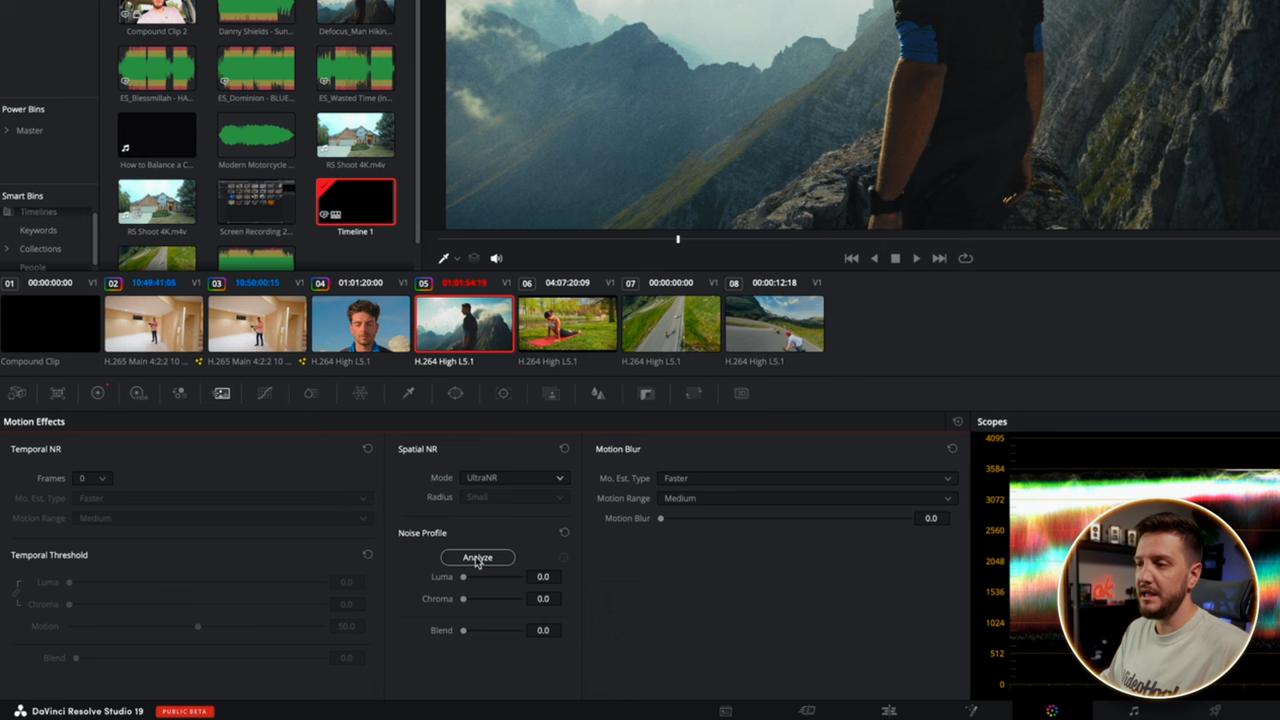 Compound Clip 2
Danny Shields - Sun...
Defocus_Man Hikin...
ES_Blessmillah - HA...
ES_Dominion - BLUE...
ES_Wasted Time (In...
Power Bins
Master
How to Balance a C...
Modern Motorcycle ...
RS Shoot 4K.m4v
Smart Bins
Timelines
Keywords
Collections
People
RS Shoot 4K.m4v
Screen Recording 2...
Timeline 1
01 00:00:00:00 V1
02 10:49:41:05 V1
03 10:50:00:15 V1
04 01:01:20:00 V1
05 01:01:54:19 V1
06 04:07:20:09 V1
07 00:00:00:00 V1
08 00:00:12:18 V1
Compound Clip
H.265 Main 4:2:2 10 ...
H.265 Main 4:2:2 10 ...
H.264 High L5.1
H.264 High L5.1
H.264 High L5.1
H.264 High L5.1
H.264 High L5.1
Motion Effects
Temporal NR
Frames 0
Mo. Est. Type Faster
Motion Range Medium
Temporal Threshold
Luma 0.0
Chroma 0.0
Motion 50.0
Blend 0.0
Spatial NR
Mode UltraNR
Radius Small
Noise Profile
Analyze
Luma 0.0
Chroma 0.0
Blend 0.0
Motion Blur
Mo. Est. Type Faster
Motion Range Medium
Motion Blur 0.0
Scopes
4095
3584
3072
2560
2048
1536
1024
512
0
DaVinci Resolve Studio 19
PUBLIC BETA